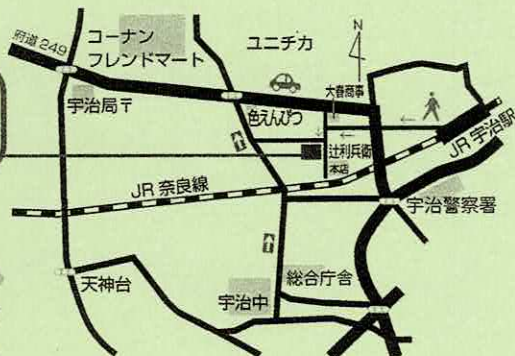 府道249
コーナン
フレンドマート
ユニチカ
N
大春商事
宇治局〒
色えんぴつ
辻利兵衛
本店
JR宇治駅
JR 奈良線
宇治警察署
天神台
宇治中
総合庁舎